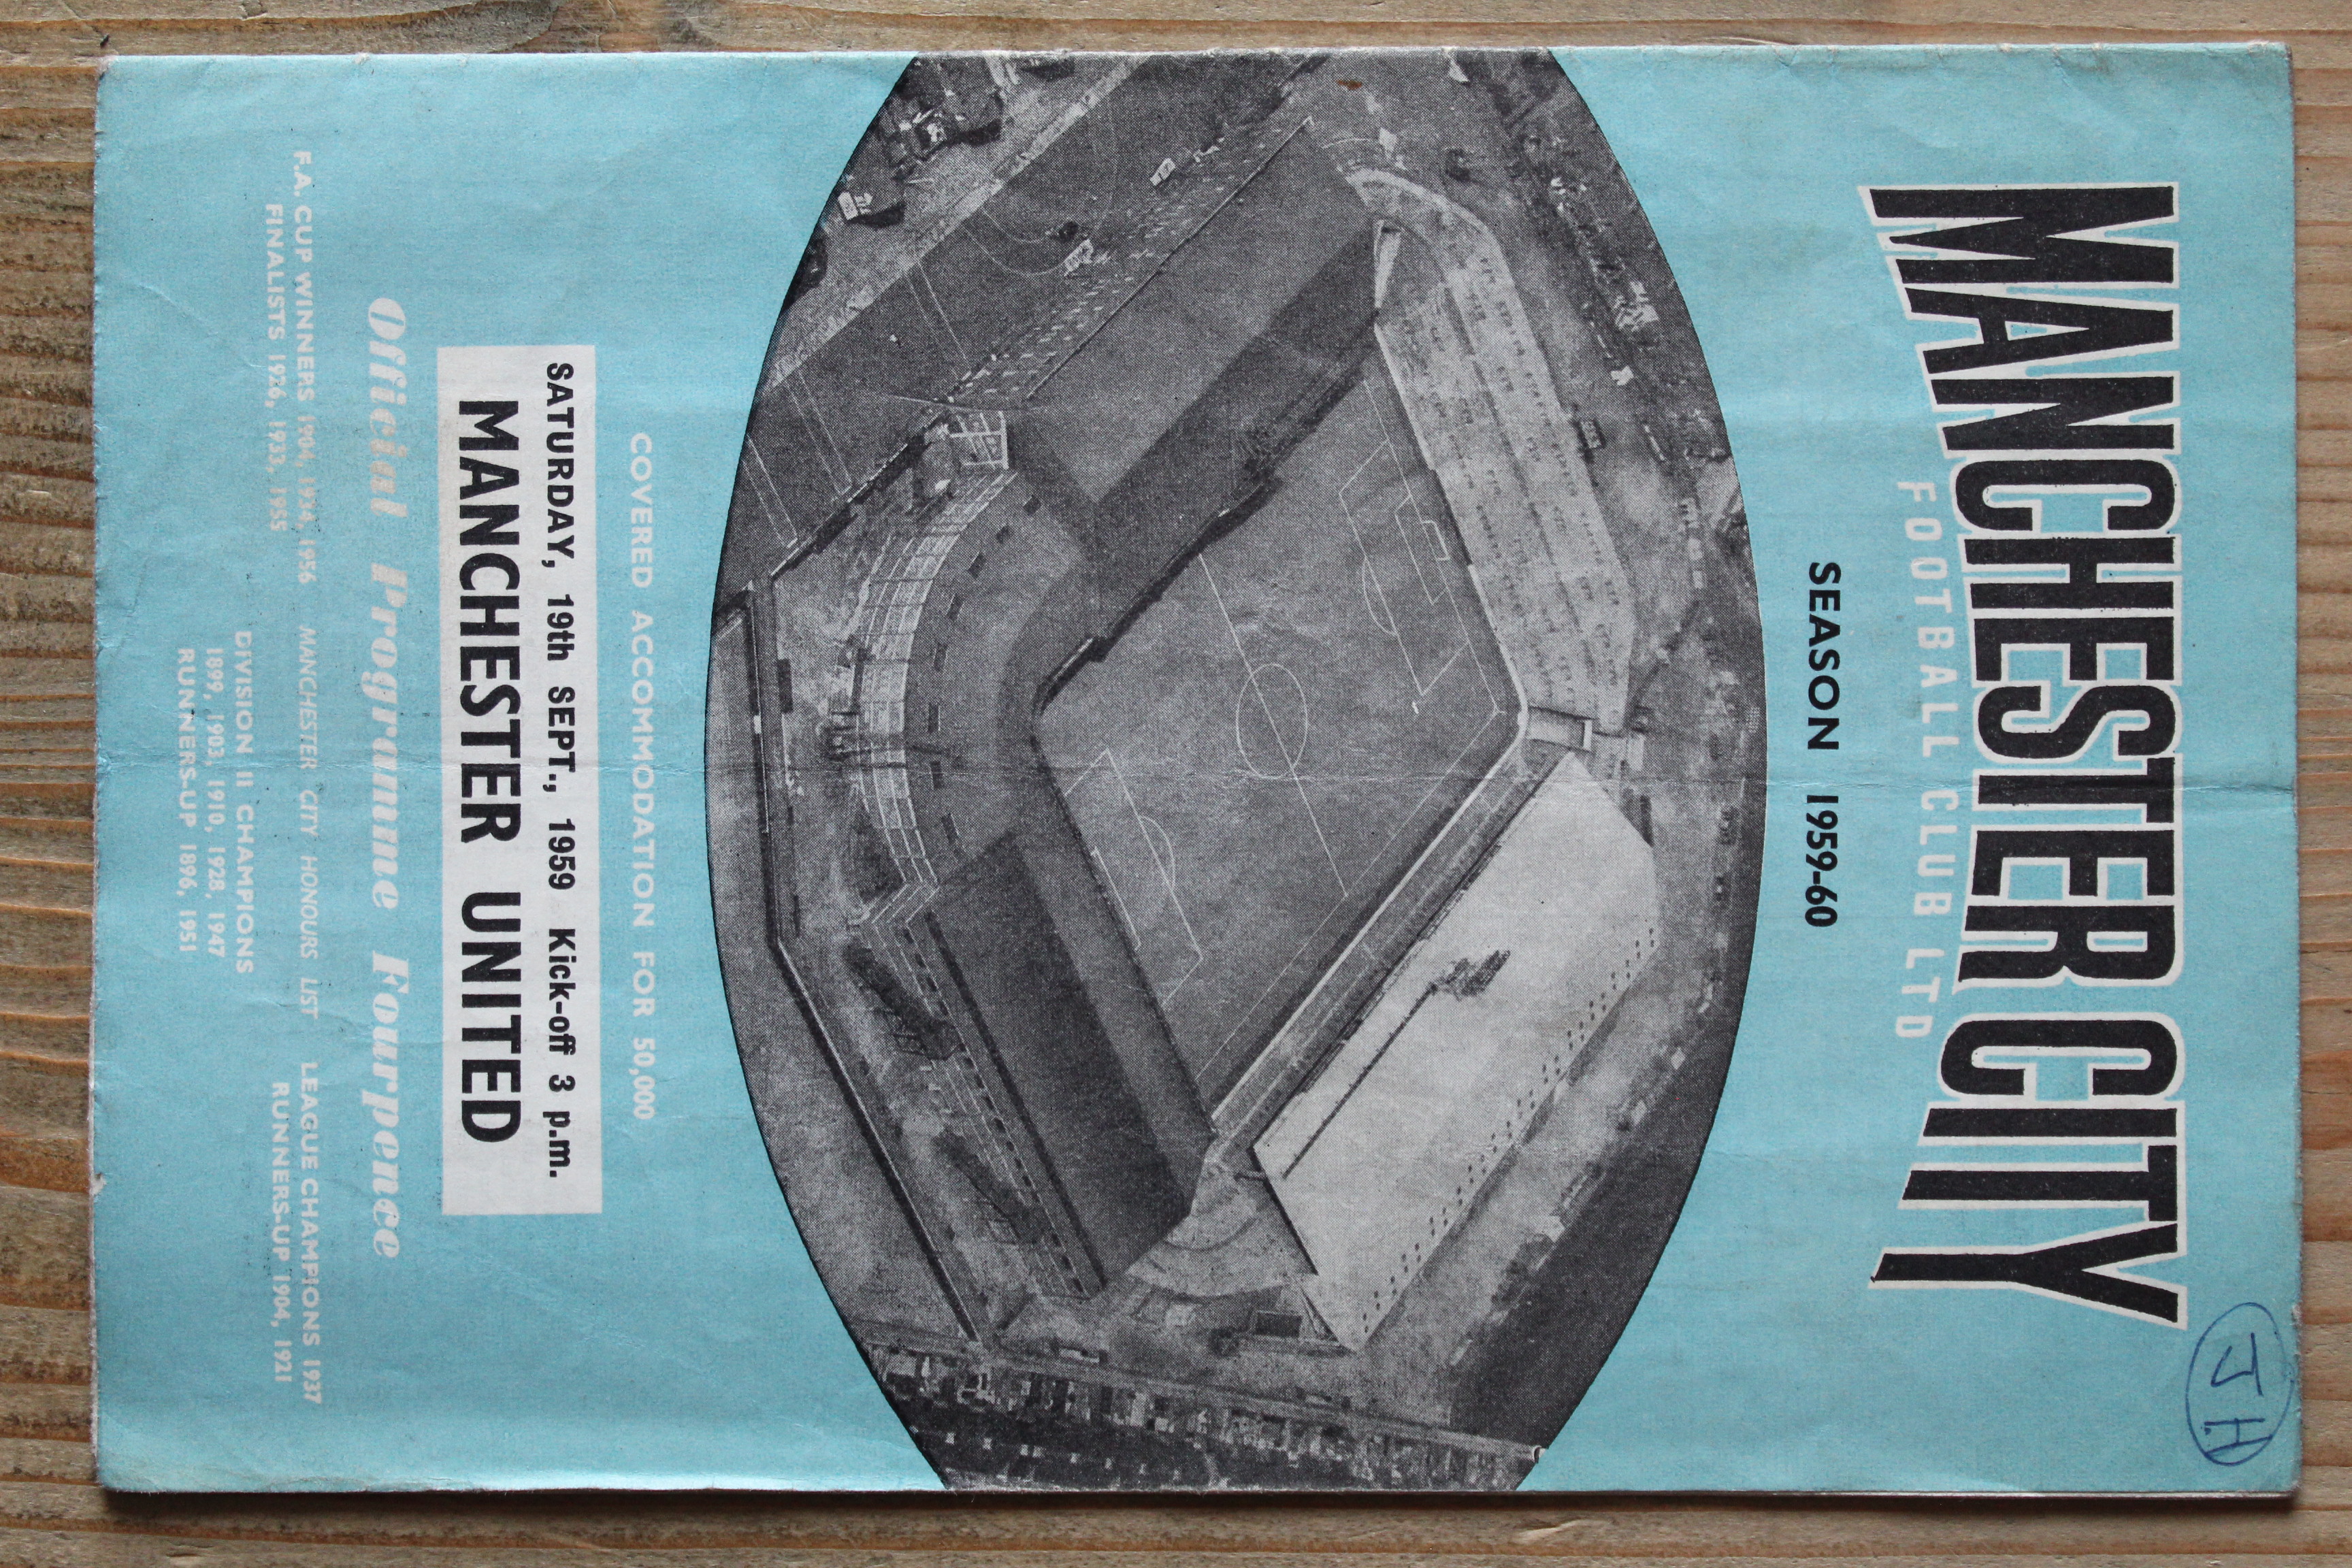 J.H.
MANCHESTER CITY
FOOTBALL CLUB LTD
SEASON 1959-60
COVERED ACCOMMODATION FOR 50,000
SATURDAY, 19th SEPT., 1959 Kick-off 3 p.m.
MANCHESTER UNITED
Official Programme Fourpence
MANCHESTER CITY HONOURS LIST
F.A. CUP WINNERS 1904, 1934, 1956
FINALISTS 1926, 1933, 1955
LEAGUE CHAMPIONS 1937
RUNNERS-UP 1904, 1921
DIVISION II CHAMPIONS
1899, 1903, 1910, 1928, 1947
RUNNERS-UP 1896, 1951